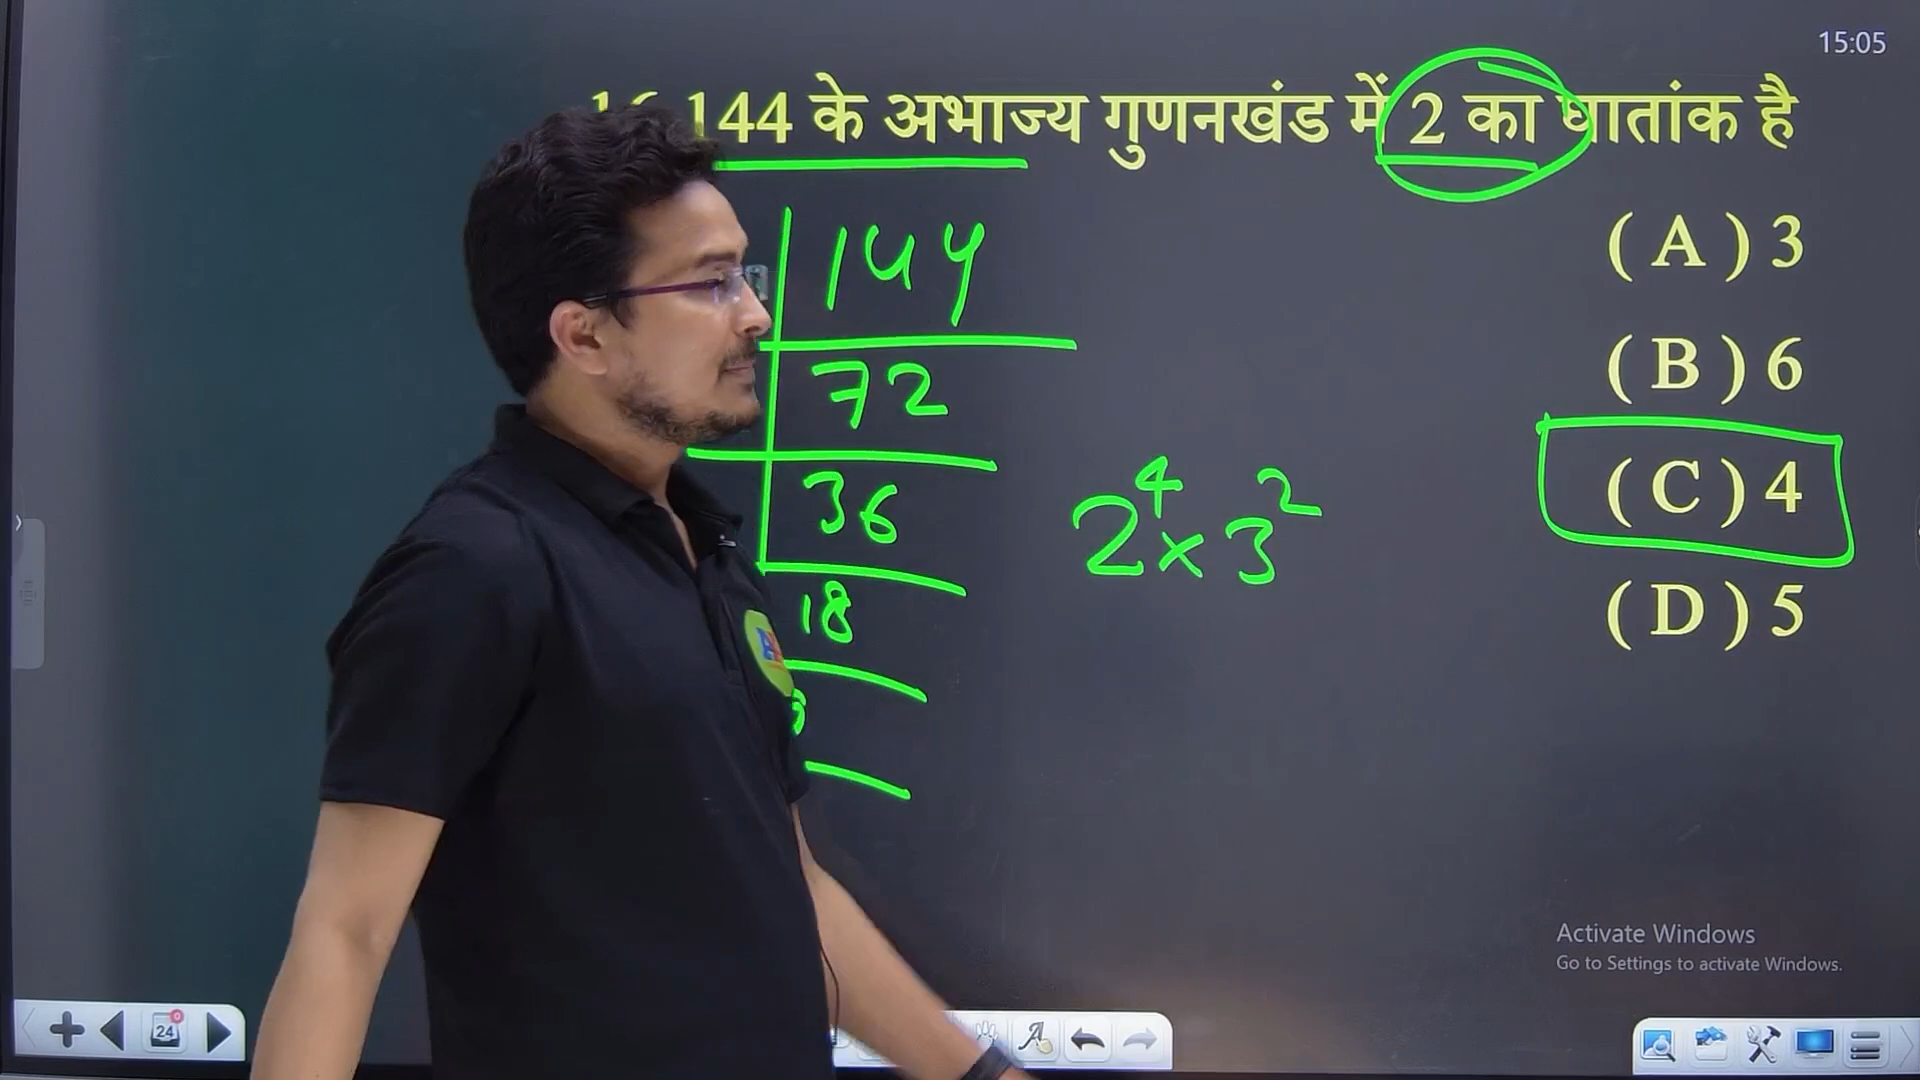 15:05
144 के अभाज्य गुणनखंड में 2 का घातांक है
( A ) 3
( B ) 6
( C ) 4
( D ) 5
144
72
36
18
2⁴×3²
Activate Windows
Go to Settings to activate Windows.
24